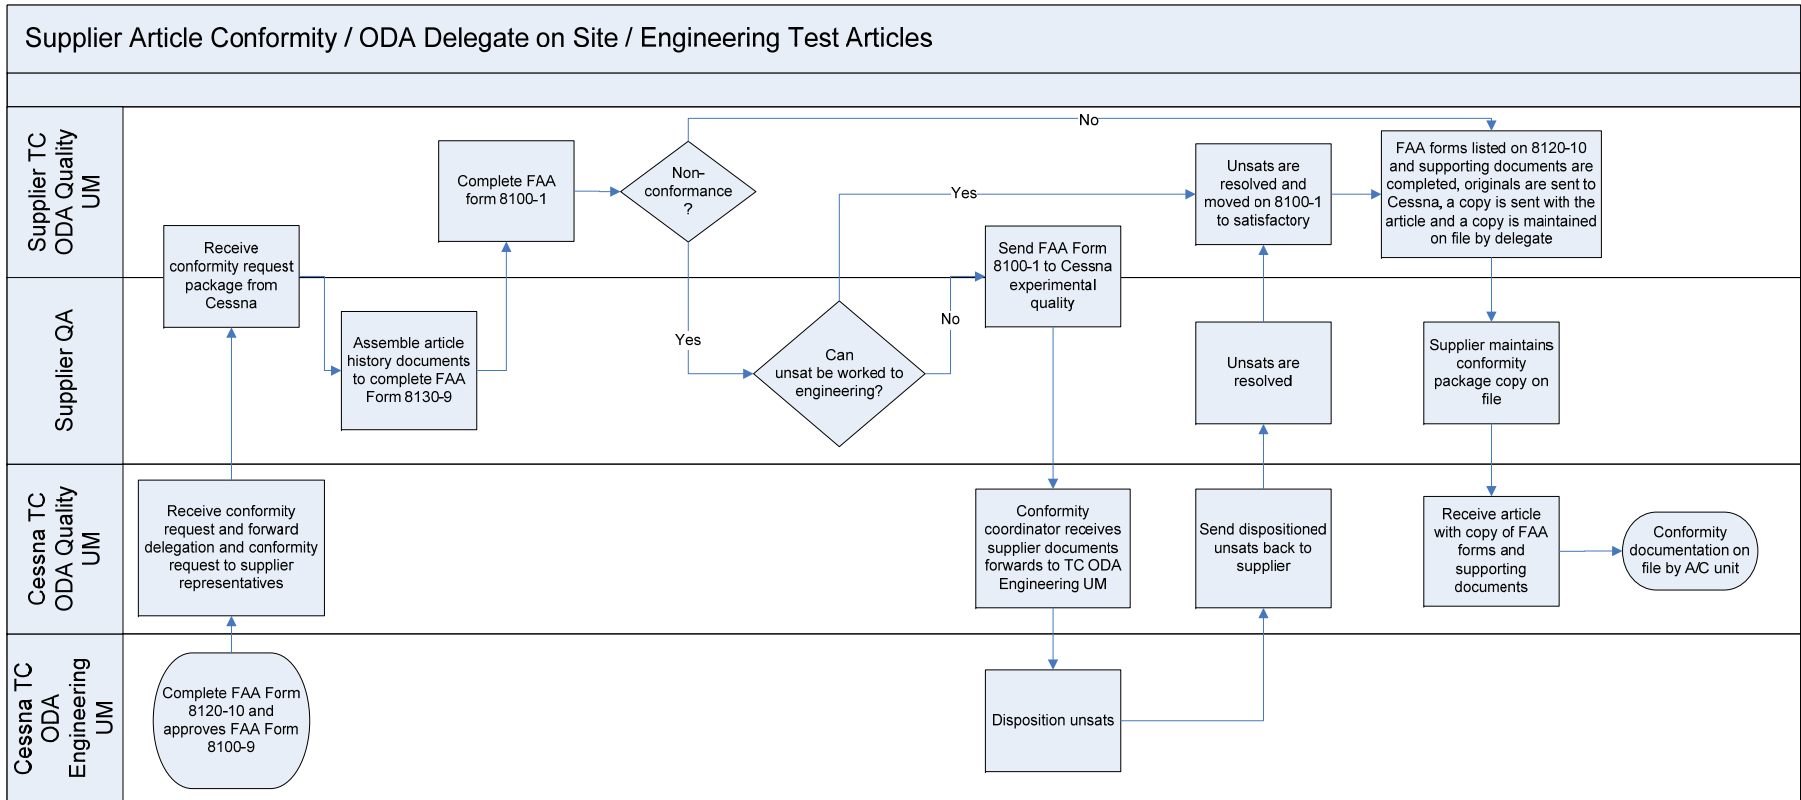 Supplier Article Conformity / ODA Delegate on Site / Engineering Test Articles
Supplier TC
ODA Quality
UM
Receive
conformity request
package from
Cessna
Complete FAA
form 8100-1
Non-
conformance
?
No
Yes
Yes
Send FAA Form
8100-1 to Cessna
experimental
quality
Unsats are
resolved and
moved on 8100-1
to satisfactory
FAA forms listed on 8120-10
and supporting documents are
completed, originals are sent to
Cessna, a copy is sent with the
article and a copy is maintained
on file by delegate
Supplier QA
Assemble article
history documents
to complete FAA
Form 8130-9
Can
unsat be worked to
engineering?
No
Unsats are
resolved
Supplier maintains
conformity
package copy on
file
Cessna TC
ODA Quality
UM
Receive conformity
request and forward
delegation and conformity
request to supplier
representatives
Conformity
coordinator receives
supplier documents
forwards to TC ODA
Engineering UM
Send dispositioned
unsats back to
supplier
Receive article
with copy of FAA
forms and
supporting
documents
Conformity
documentation on
file by A/C unit
Cessna TC
ODA
Engineering
UM
Complete FAA Form
8120-10 and
approves FAA Form
8100-9
Disposition unsats